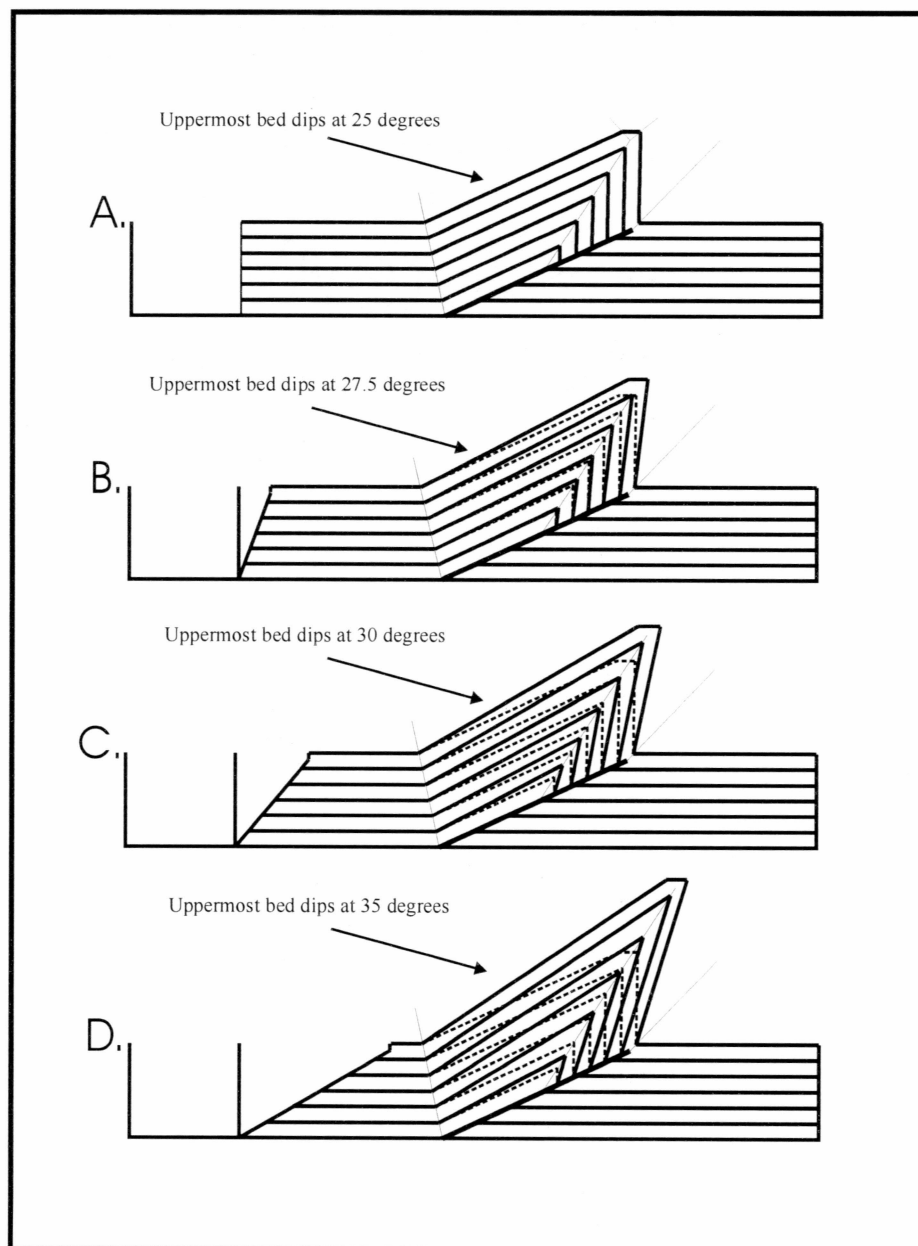 Uppermost bed dips at 25 degrees
A.
Uppermost bed dips at 27.5 degrees
B.
Uppermost bed dips at 30 degrees
C.
Uppermost bed dips at 35 degrees
D.